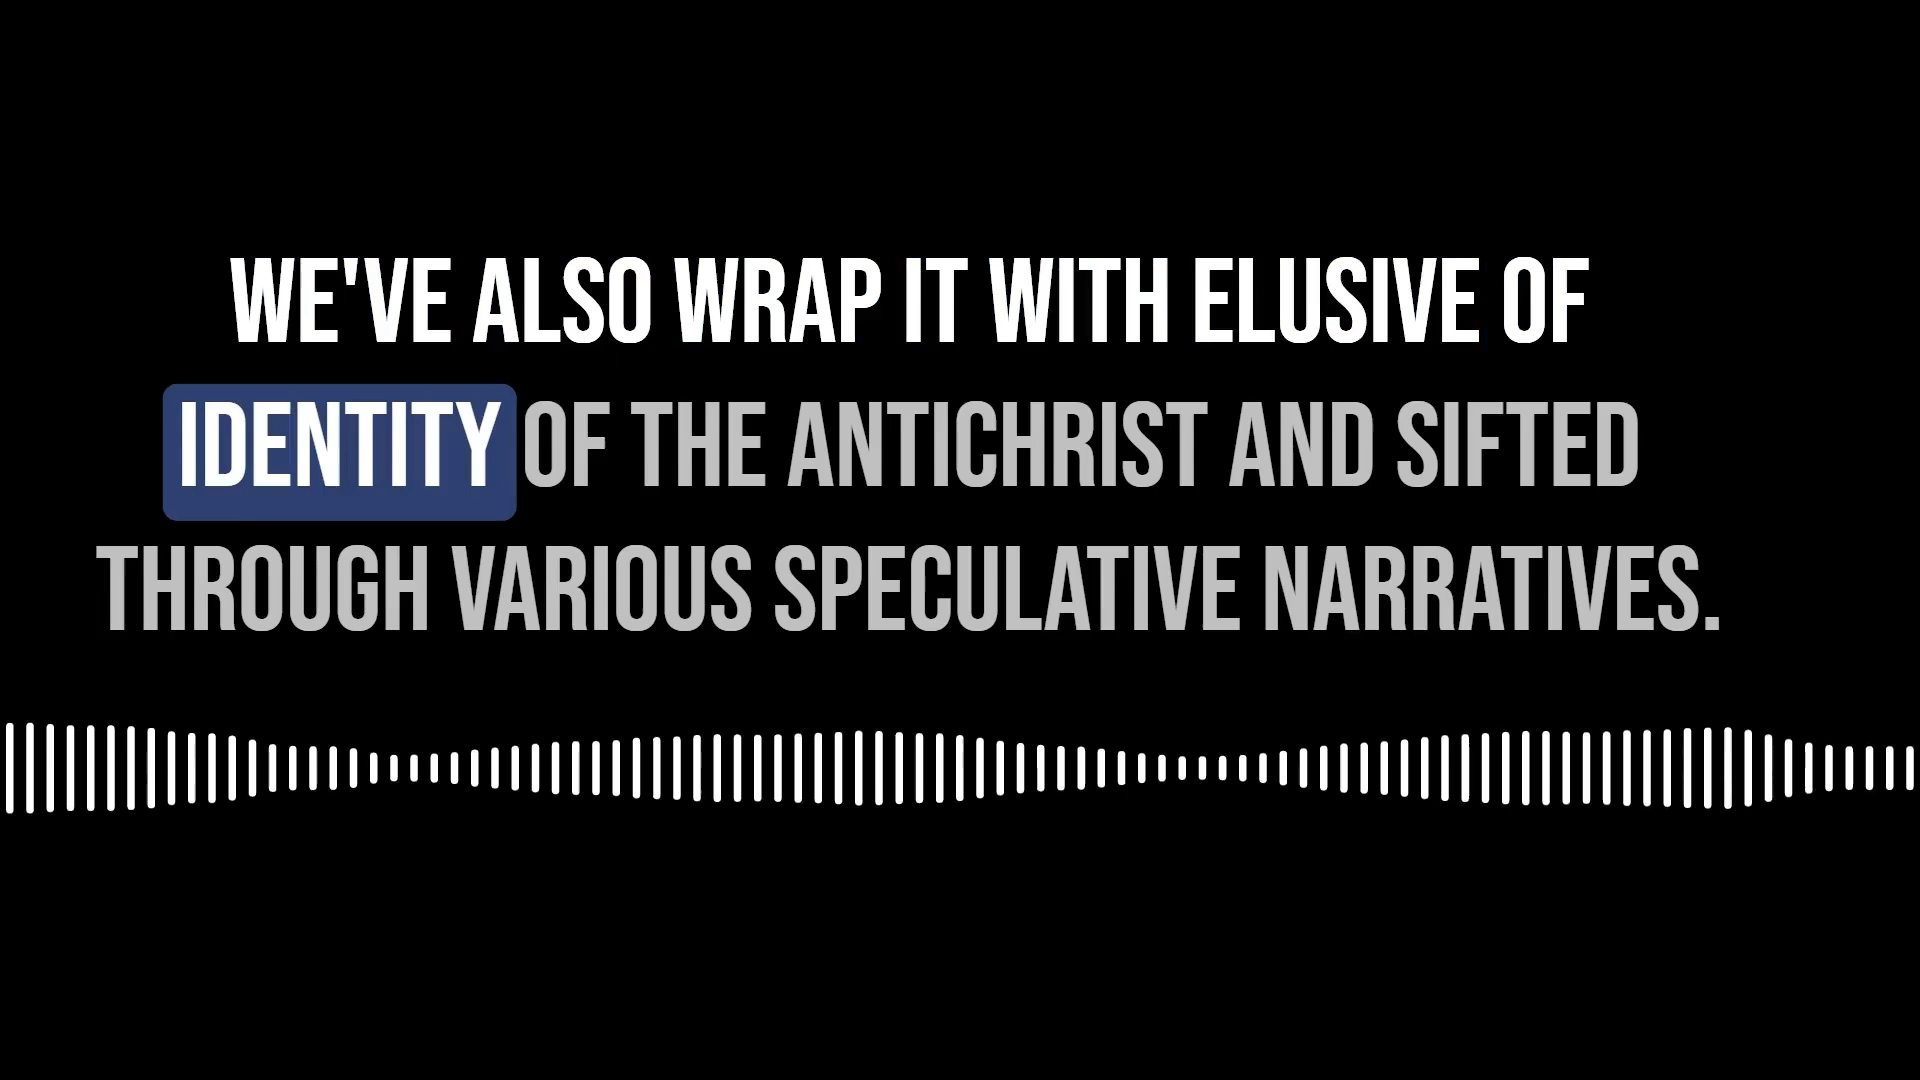 WE'VE ALSO WRAP IT WITH ELUSIVE OF
IDENTITY OF THE ANTICHRIST AND SIFTED
THROUGH VARIOUS SPECULATIVE NARRATIVES.